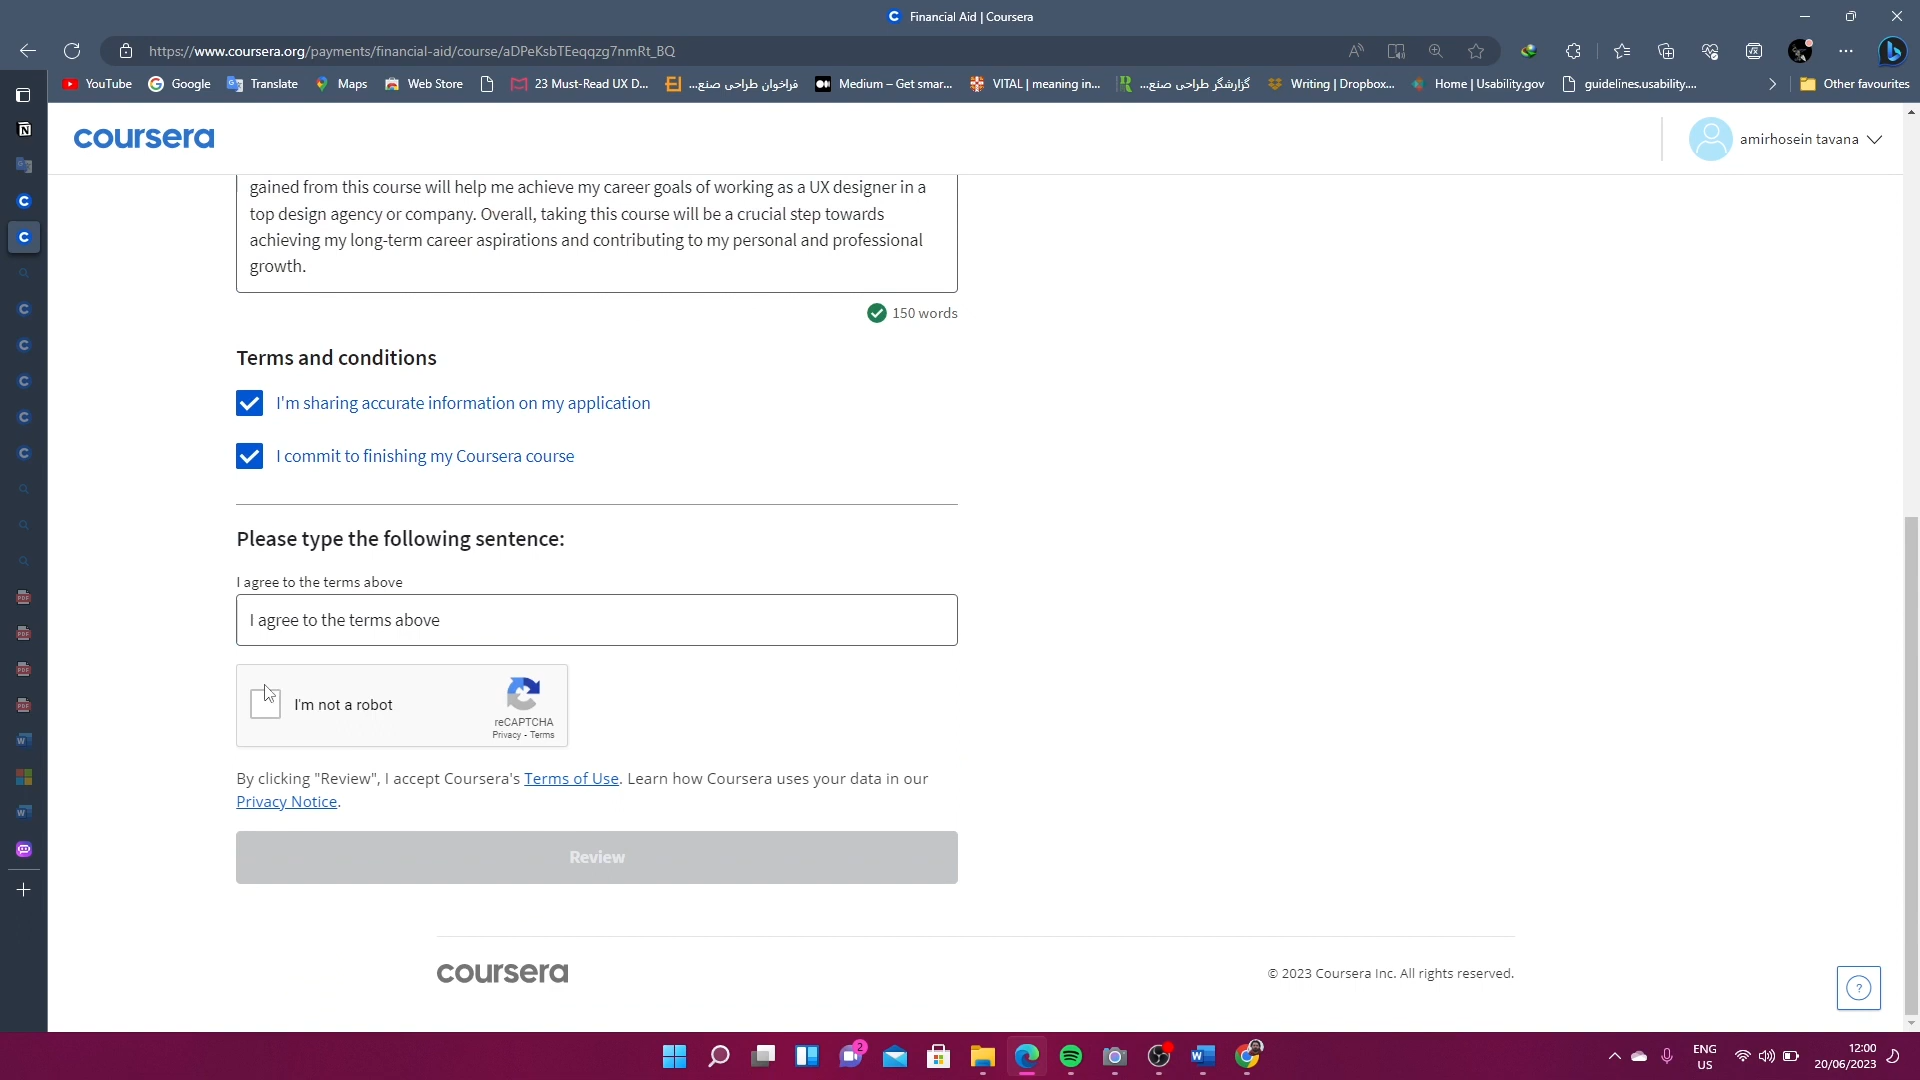 Financial Aid | Coursera
https://www.coursera.org/payments/financial-aid/course/aDPeKsbTEeqqzg7nmRt_BQ
YouTube Google Translate Maps Web Store 23 Must-Read UX D... فراخوان طراحی صنع... Medium – Get smar... VITAL | meaning in... گزارشگر طراحی صنع... Writing | Dropbox... Home | Usability.gov guidelines.usability.... Other favourites
coursera
amirhosein tavana
gained from this course will help me achieve my career goals of working as a UX designer in a
top design agency or company. Overall, taking this course will be a crucial step towards
achieving my long-term career aspirations and contributing to my personal and professional
growth.
150 words
Terms and conditions
I'm sharing accurate information on my application
I commit to finishing my Coursera course
Please type the following sentence:
I agree to the terms above
I agree to the terms above
I'm not a robot
reCAPTCHA
Privacy - Terms
By clicking "Review", I accept Coursera's Terms of Use. Learn how Coursera uses your data in our
Privacy Notice.
Review
coursera
© 2023 Coursera Inc. All rights reserved.
?
2
ENG
US
12:00
20/06/2023